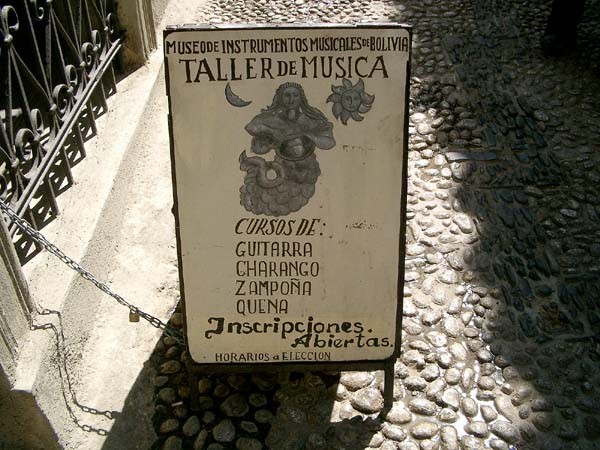 MUSEO DE INSTRUMENTOS MUSICALES DE BOLIVIA
TALLER DE MUSICA
CURSOS DE:
GUITARRA
CHARANGO
ZAMPOÑA
QUENA
Inscripciones.
Abiertas.
HORARIOS a ELECCION